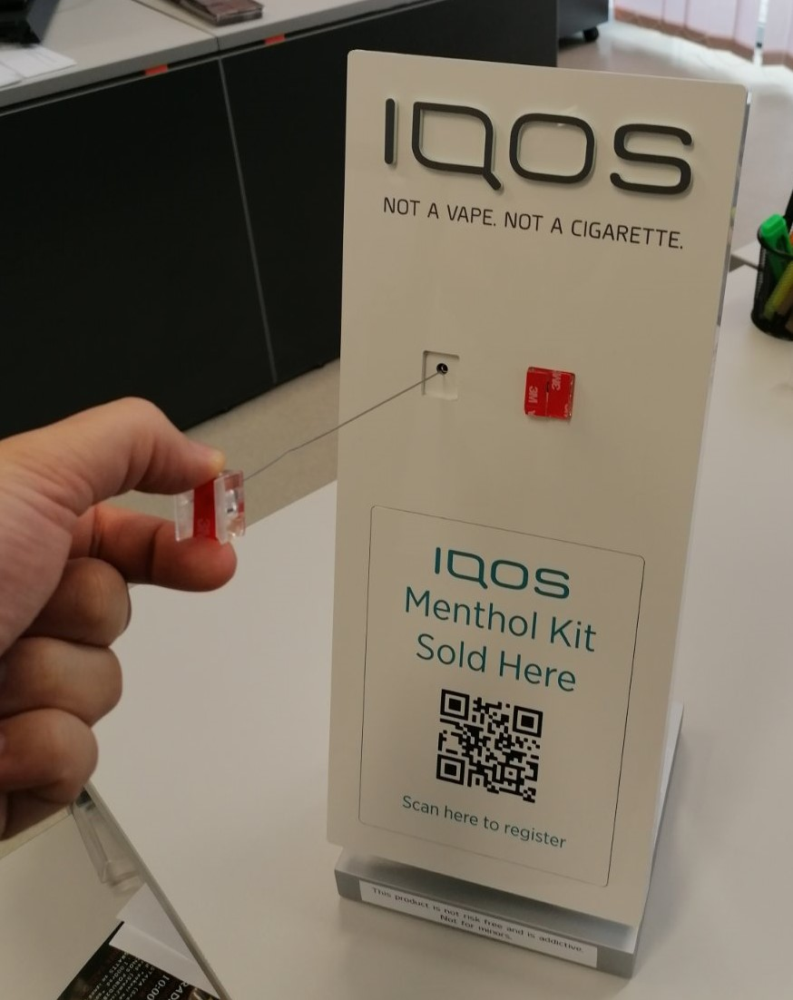 IQOS
NOT A VAPE. NOT A CIGARETTE.
3M
3M
IQOS
Menthol Kit
Sold Here
Scan here to register
This product is not risk free and is addictive.
Not for minors.